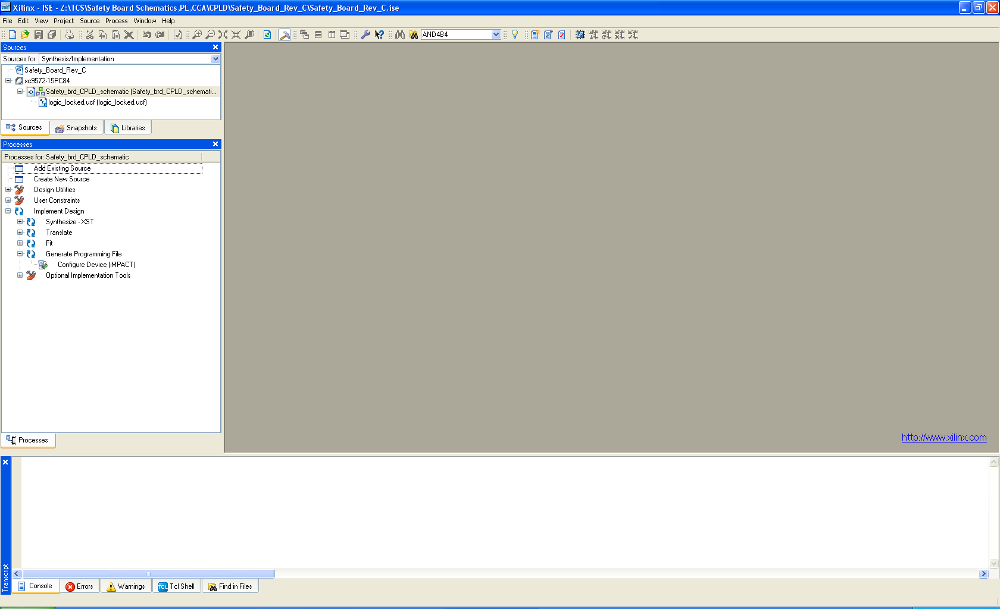 Xilinx - ISE - Z:\TCS\Safety Board Schematics,PL,CCA\CPLD\Safety_Board_Rev_C\Safety_Board_Rev_C.ise
File Edit View Project Source Process Window Help
AND4B4
Sources
Sources for: Synthesis/Implementation
Safety_Board_Rev_C
xc9572-15PC84
Safety_brd_CPLD_schematic (Safety_brd_CPLD_schemati...
logic_locked.ucf (logic_locked.ucf)
Sources Snapshots Libraries
Processes
Processes for: Safety_brd_CPLD_schematic
Add Existing Source
Create New Source
Design Utilities
User Constraints
Implement Design
Synthesize - XST
Translate
Fit
Generate Programming File
Configure Device (iMPACT)
Optional Implementation Tools
Processes
http://www.xilinx.com
Transcript
Console Errors Warnings TCL Tcl Shell Find in Files